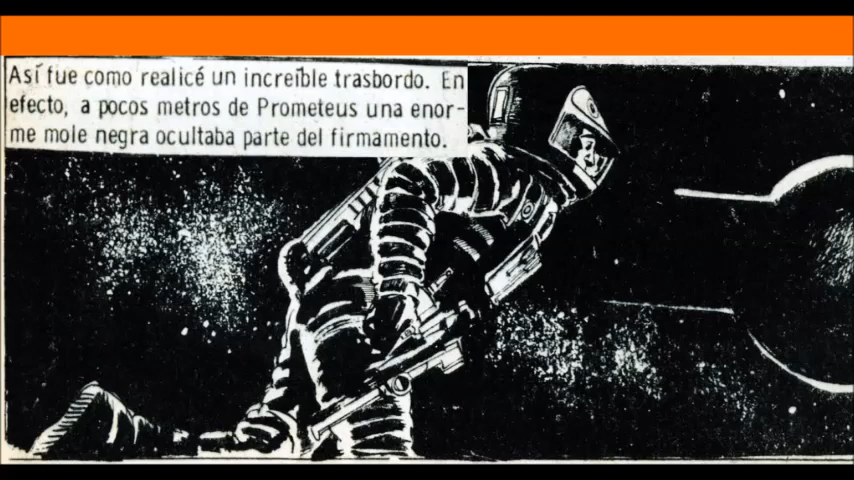 Así fue como realicé un increíble trasbordo. En
efecto, a pocos metros de Prometeus una enor-
me mole negra ocultaba parte del firmamento.